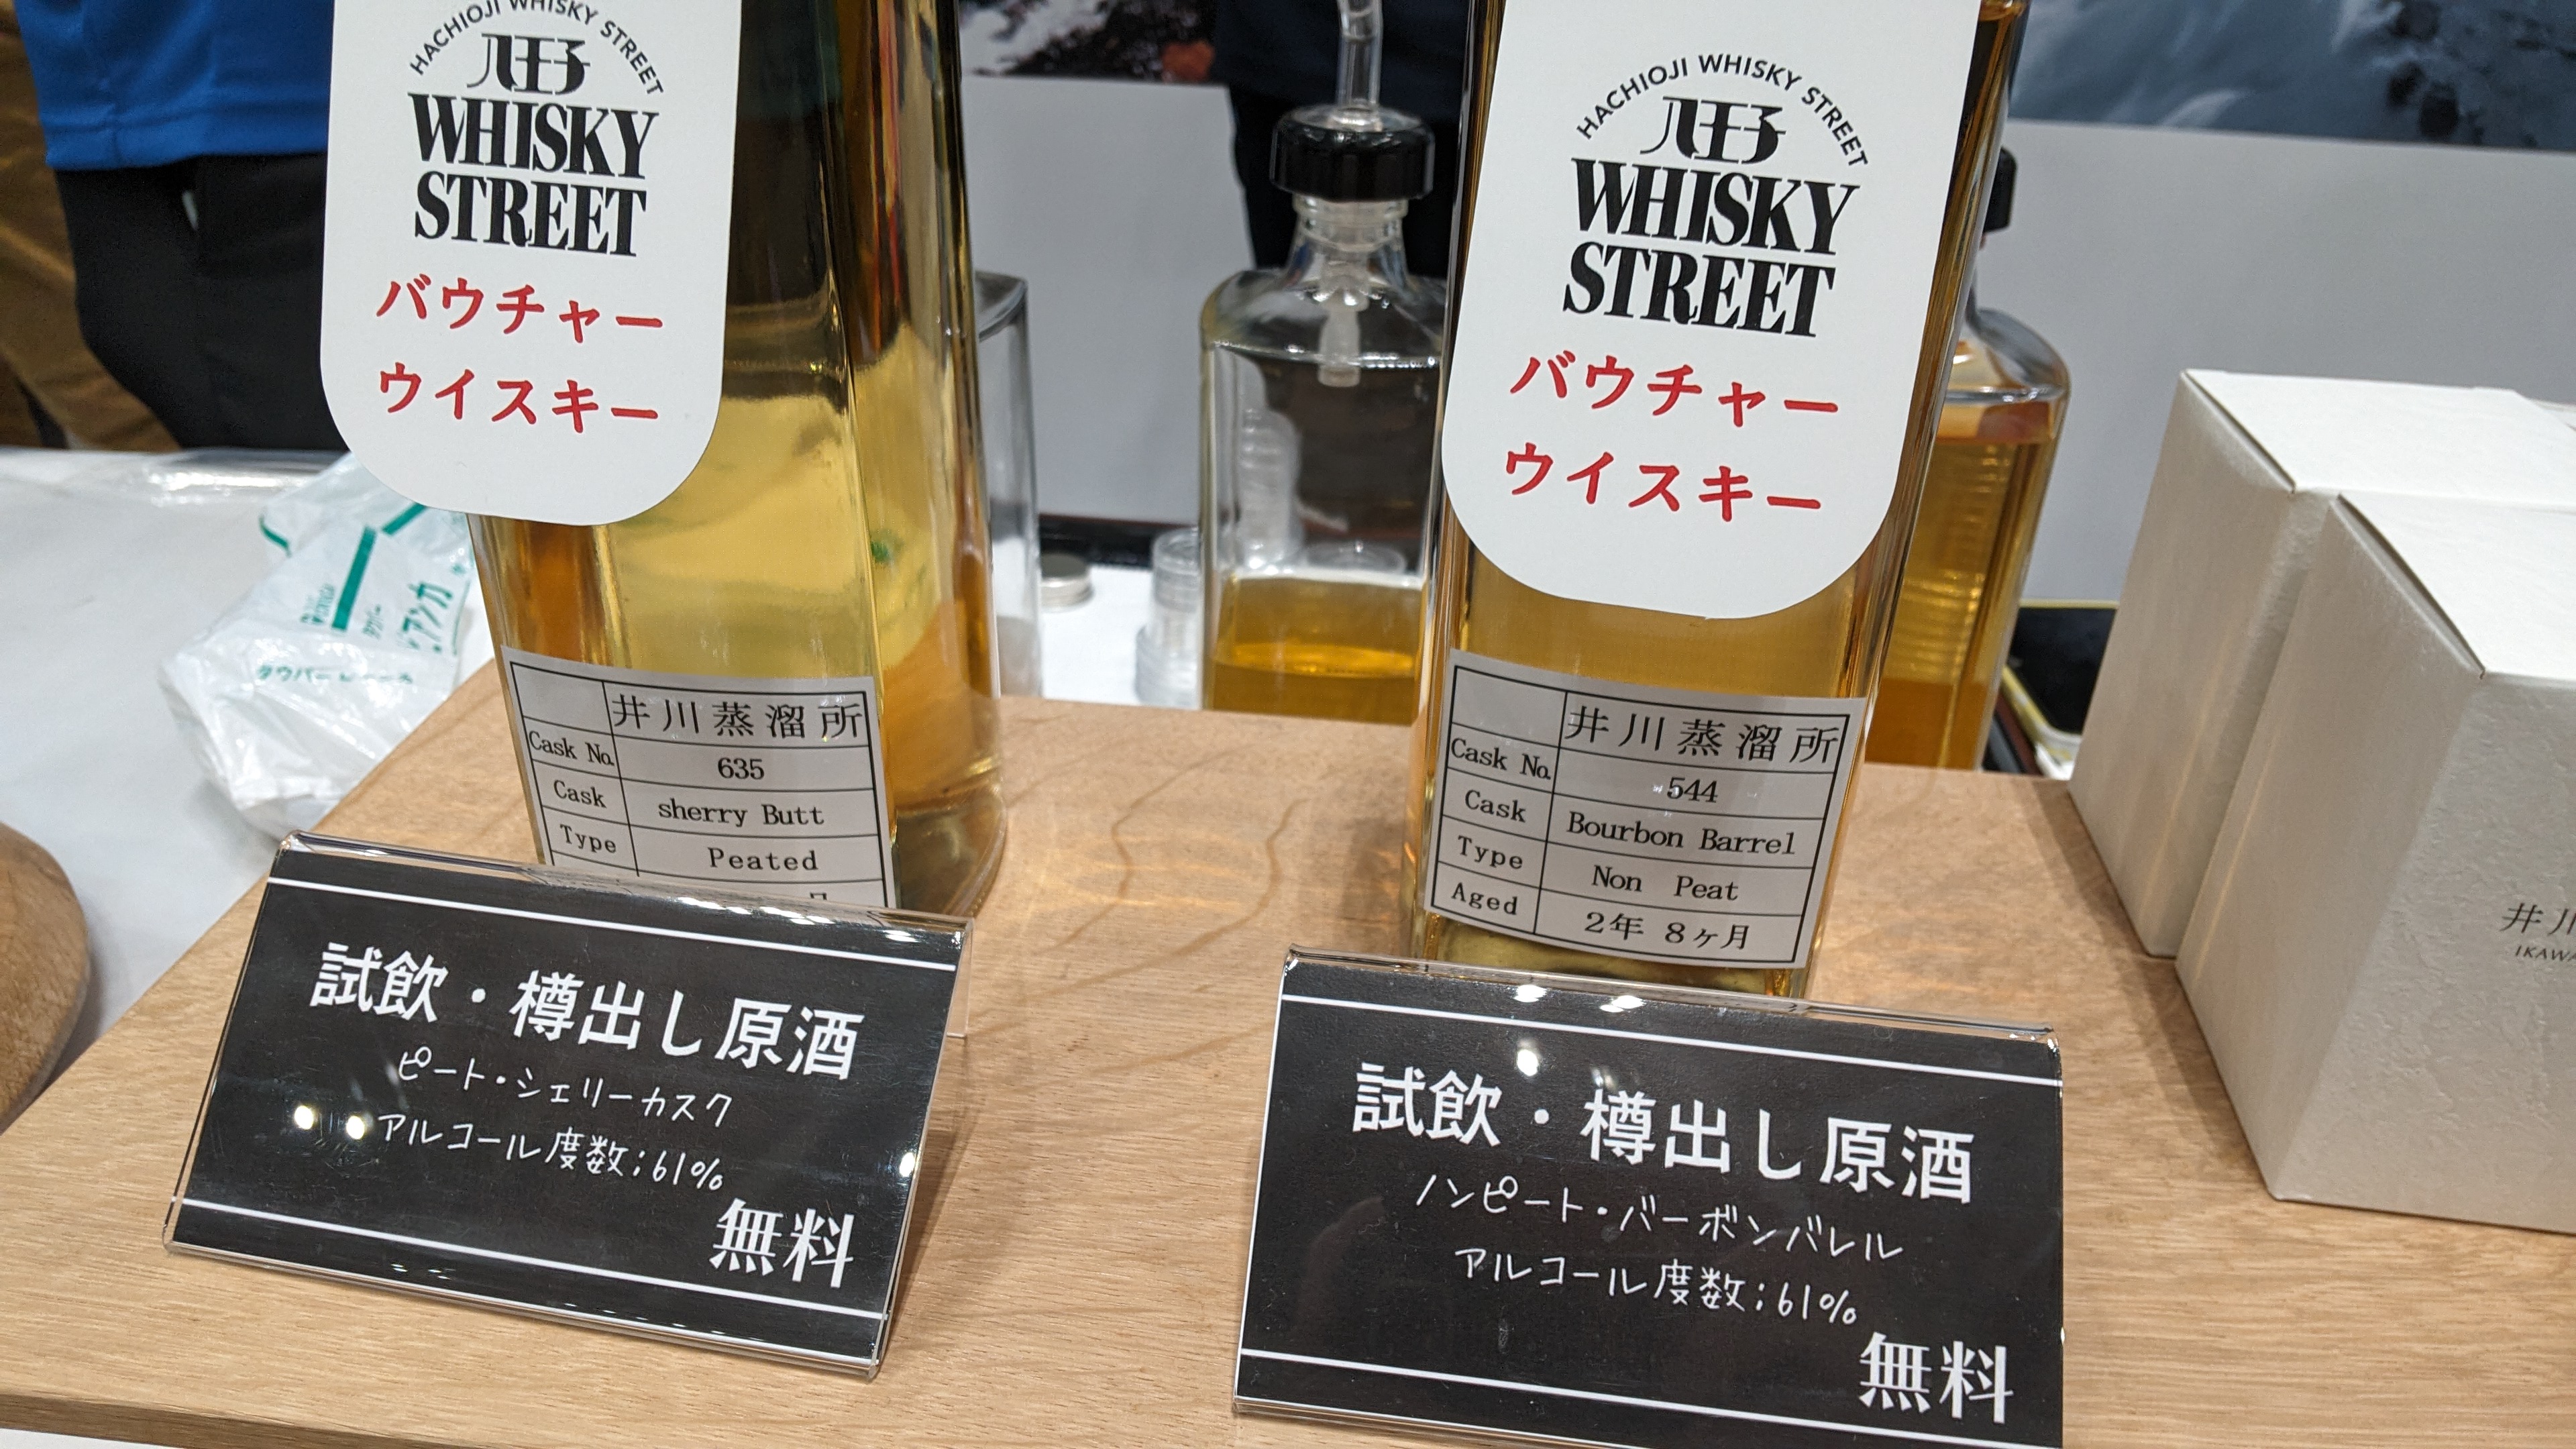 HACHIOJI WHISKY STREET
八王子
WHISKY
STREET
バウチャー
ウイスキー
井川蒸溜所
Cask No. 635
Cask sherry Butt
Type Peated
試飲・樽出し原酒
ピート・シェリーカスク
アルコール度数;61%
無料
HACHIOJI WHISKY STREET
八王子
WHISKY
STREET
バウチャー
ウイスキー
井川蒸溜所
Cask No. 544
Cask Bourbon Barrel
Type Non Peat
Aged 2年 8ヶ月
試飲・樽出し原酒
ノンピート・バーボンバレル
アルコール度数;61%
無料
井川
IKAWA